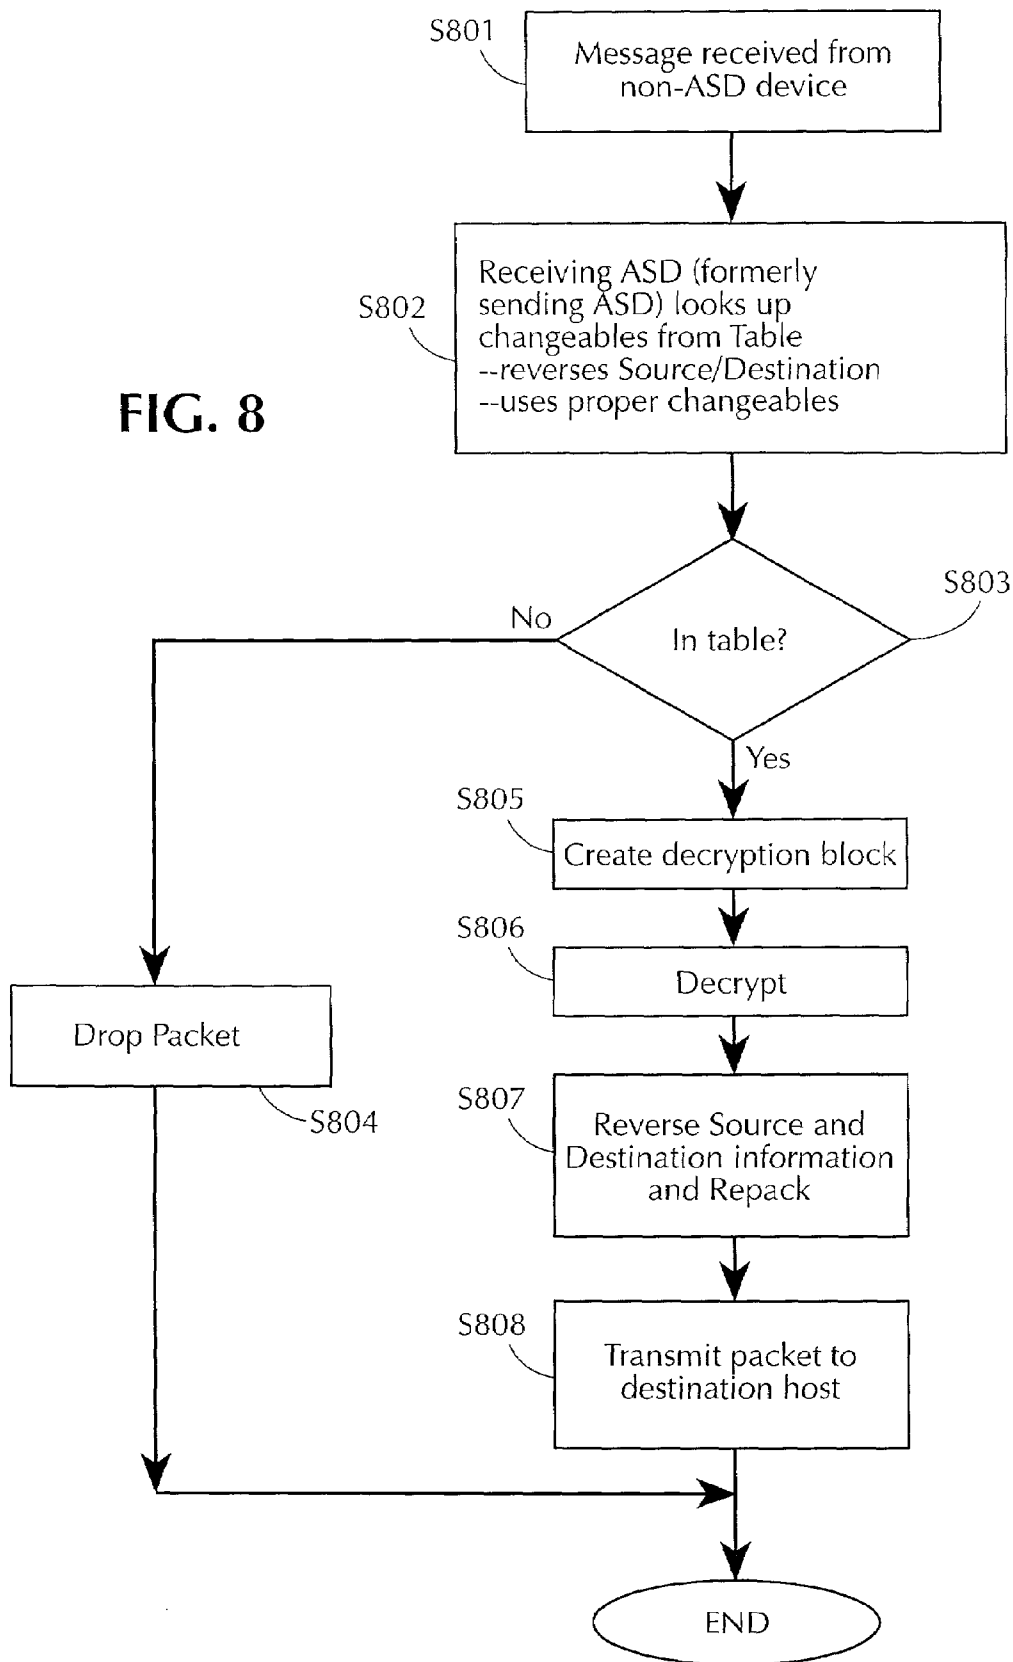 S801
Message received from
non-ASD device
S802
Receiving ASD (formerly
sending ASD) looks up
changeables from Table
--reverses Source/Destination
--uses proper changeables
FIG. 8
S803
No
In table?
Yes
S805
Create decryption block
S806
Decrypt
Drop Packet
S804
S807
Reverse Source and
Destination information
and Repack
S808
Transmit packet to
destination host
END